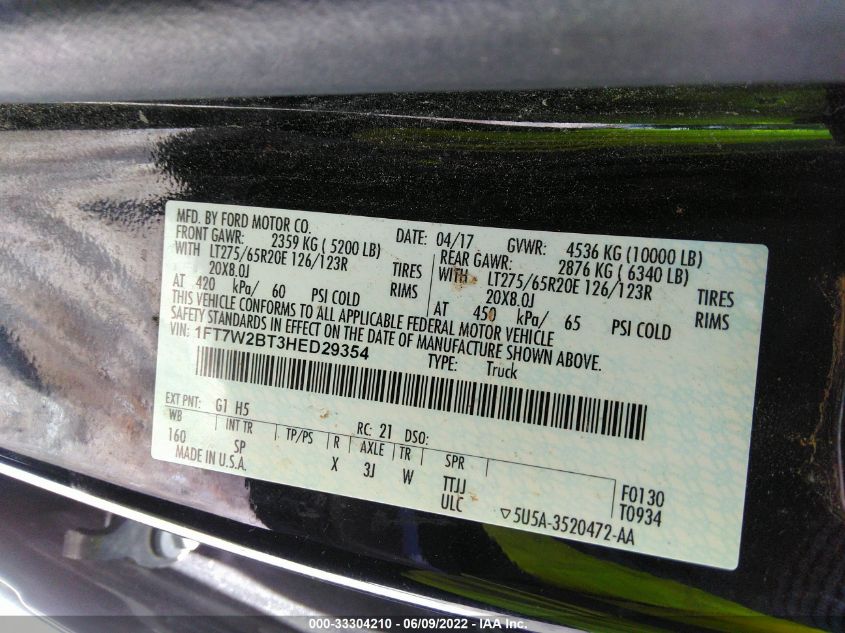 MFD. BY FORD MOTOR CO.
DATE: 04/17 GVWR: 4536 KG (10000 LB)
FRONT GAWR: 2359 KG ( 5200 LB) REAR GAWR: 2876 KG ( 6340 LB)
WITH LT275/65R20E 126/123R TIRES WITH LT275/65R20E 126/123R TIRES
20X8.0J RIMS 20X8.0J RIMS
AT 420 kPa/ 60 PSI COLD AT 450 kPa/ 65 PSI COLD
THIS VEHICLE CONFORMS TO ALL APPLICABLE FEDERAL MOTOR VEHICLE
SAFETY STANDARDS IN EFFECT ON THE DATE OF MANUFACTURE SHOWN ABOVE.
VIN: 1FT7W2BT3HED29354 TYPE: Truck
EXT PNT: G1 H5 RC: 21 DSO:
WB INT TR TP/PS R AXLE TR SPR
160 SP X 3J W TTJJ F0130
MADE IN U.S.A. ULC T0934
▽5U5A-3520472-AA
000-33304210 - 06/09/2022 - IAA Inc.